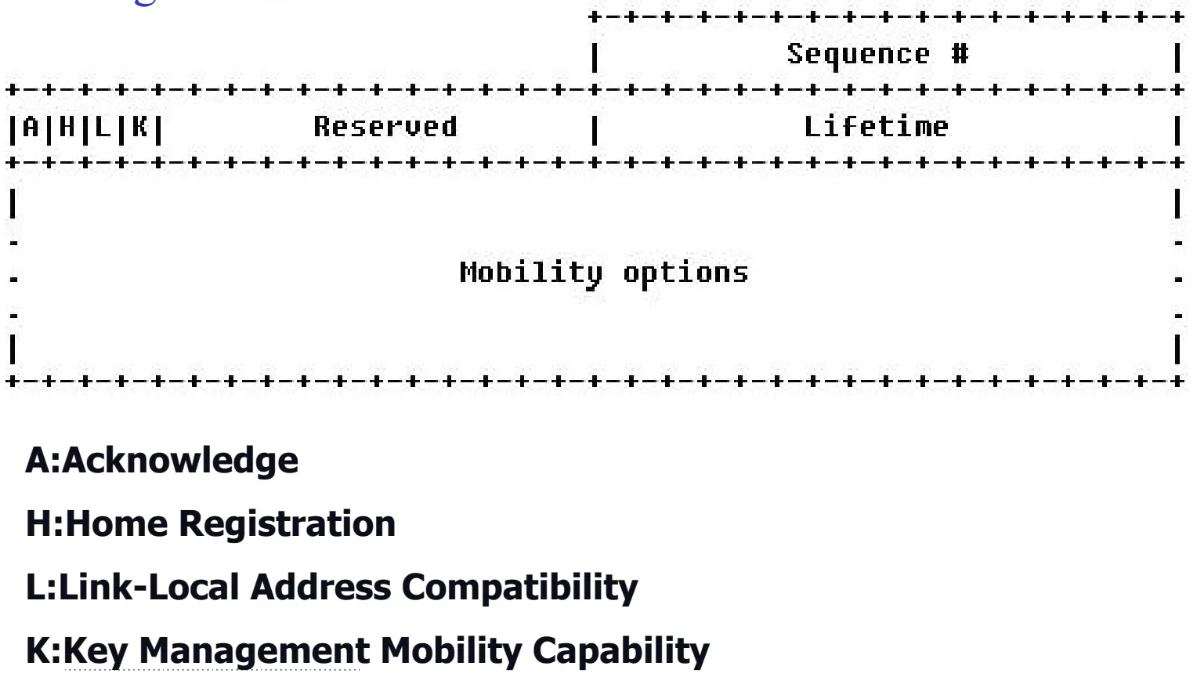 +-+-+-+-+-+-+-+-+-+-+-+-+-+-+-+-+
| Sequence # |
+-+-+-+-+-+-+-+-+-+-+-+-+-+-+-+-+-+-+-+-+-+-+-+-+-+-+-+-+-+-+-+-+
|A|H|L|K| Reserved | Lifetime |
+-+-+-+-+-+-+-+-+-+-+-+-+-+-+-+-+-+-+-+-+-+-+-+-+-+-+-+-+-+-+-+-+
| |
- -
- Mobility options -
- -
| |
+-+-+-+-+-+-+-+-+-+-+-+-+-+-+-+-+-+-+-+-+-+-+-+-+-+-+-+-+-+-+-+-+
A:Acknowledge
H:Home Registration
L:Link-Local Address Compatibility
K:Key Management Mobility Capability